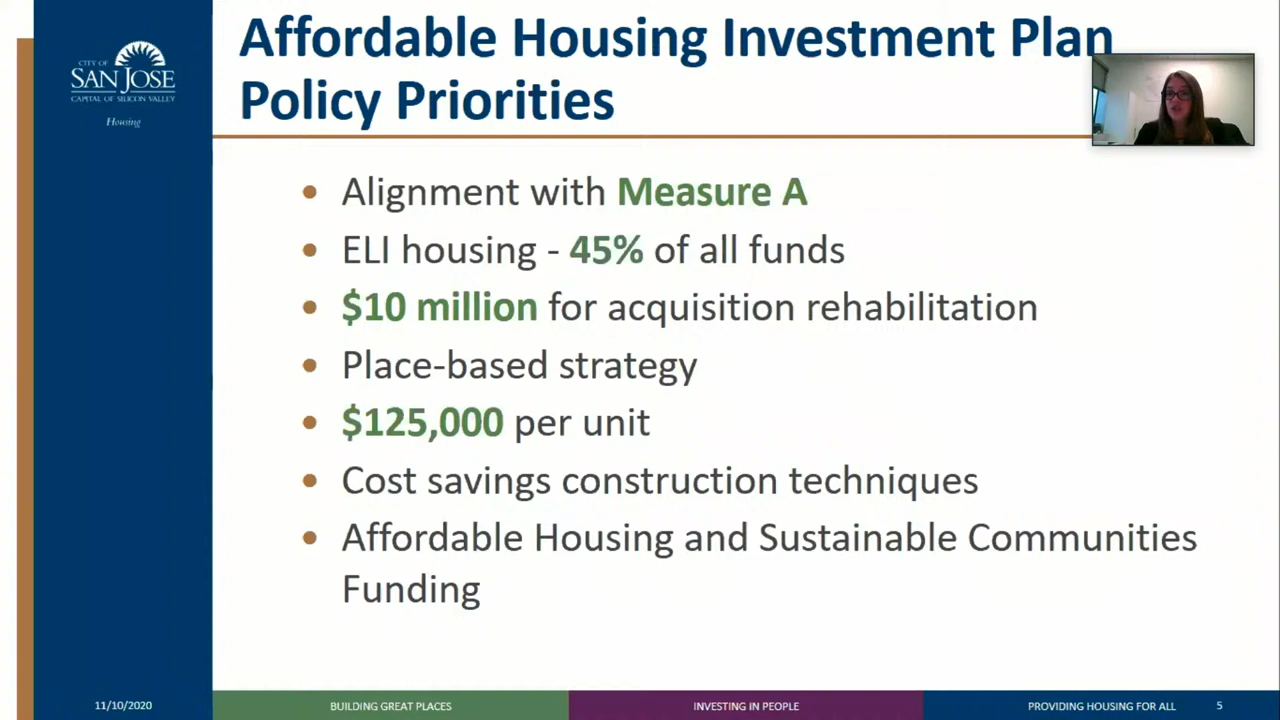 Affordable Housing Investment Plan
Policy Priorities
CITY OF
SAN JOSE
CAPITAL OF SILICON VALLEY
Housing
• Alignment with Measure A
• ELI housing - 45% of all funds
• $10 million for acquisition rehabilitation
• Place-based strategy
• $125,000 per unit
• Cost savings construction techniques
• Affordable Housing and Sustainable Communities
Funding
11/10/2020
BUILDING GREAT PLACES
INVESTING IN PEOPLE
PROVIDING HOUSING FOR ALL
5